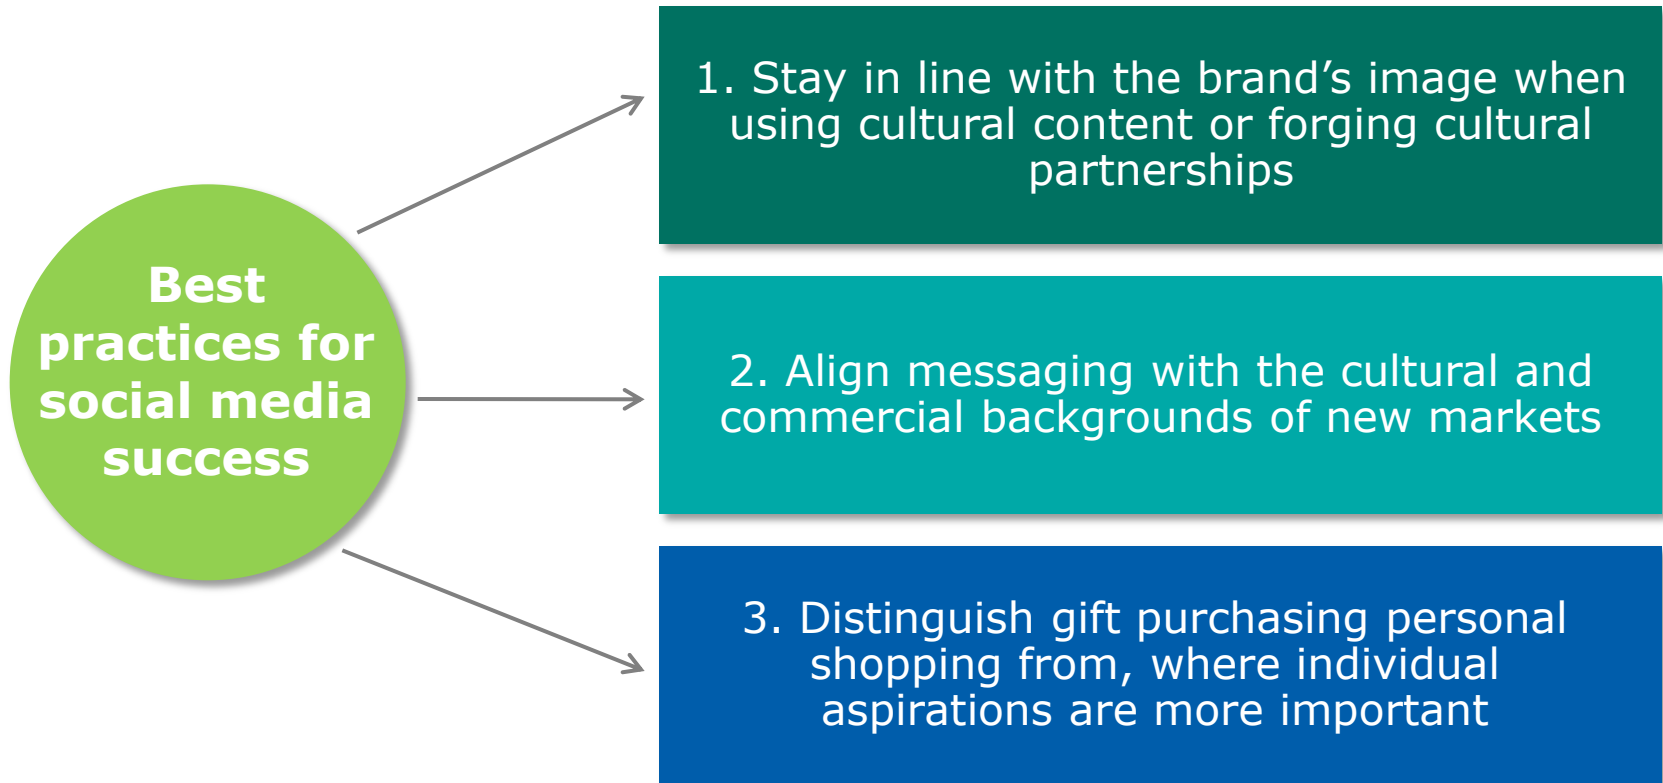 Best
practices for
social media
success
1. Stay in line with the brand’s image when
using cultural content or forging cultural
partnerships
2. Align messaging with the cultural and
commercial backgrounds of new markets
3. Distinguish gift purchasing personal
shopping from, where individual
aspirations are more important